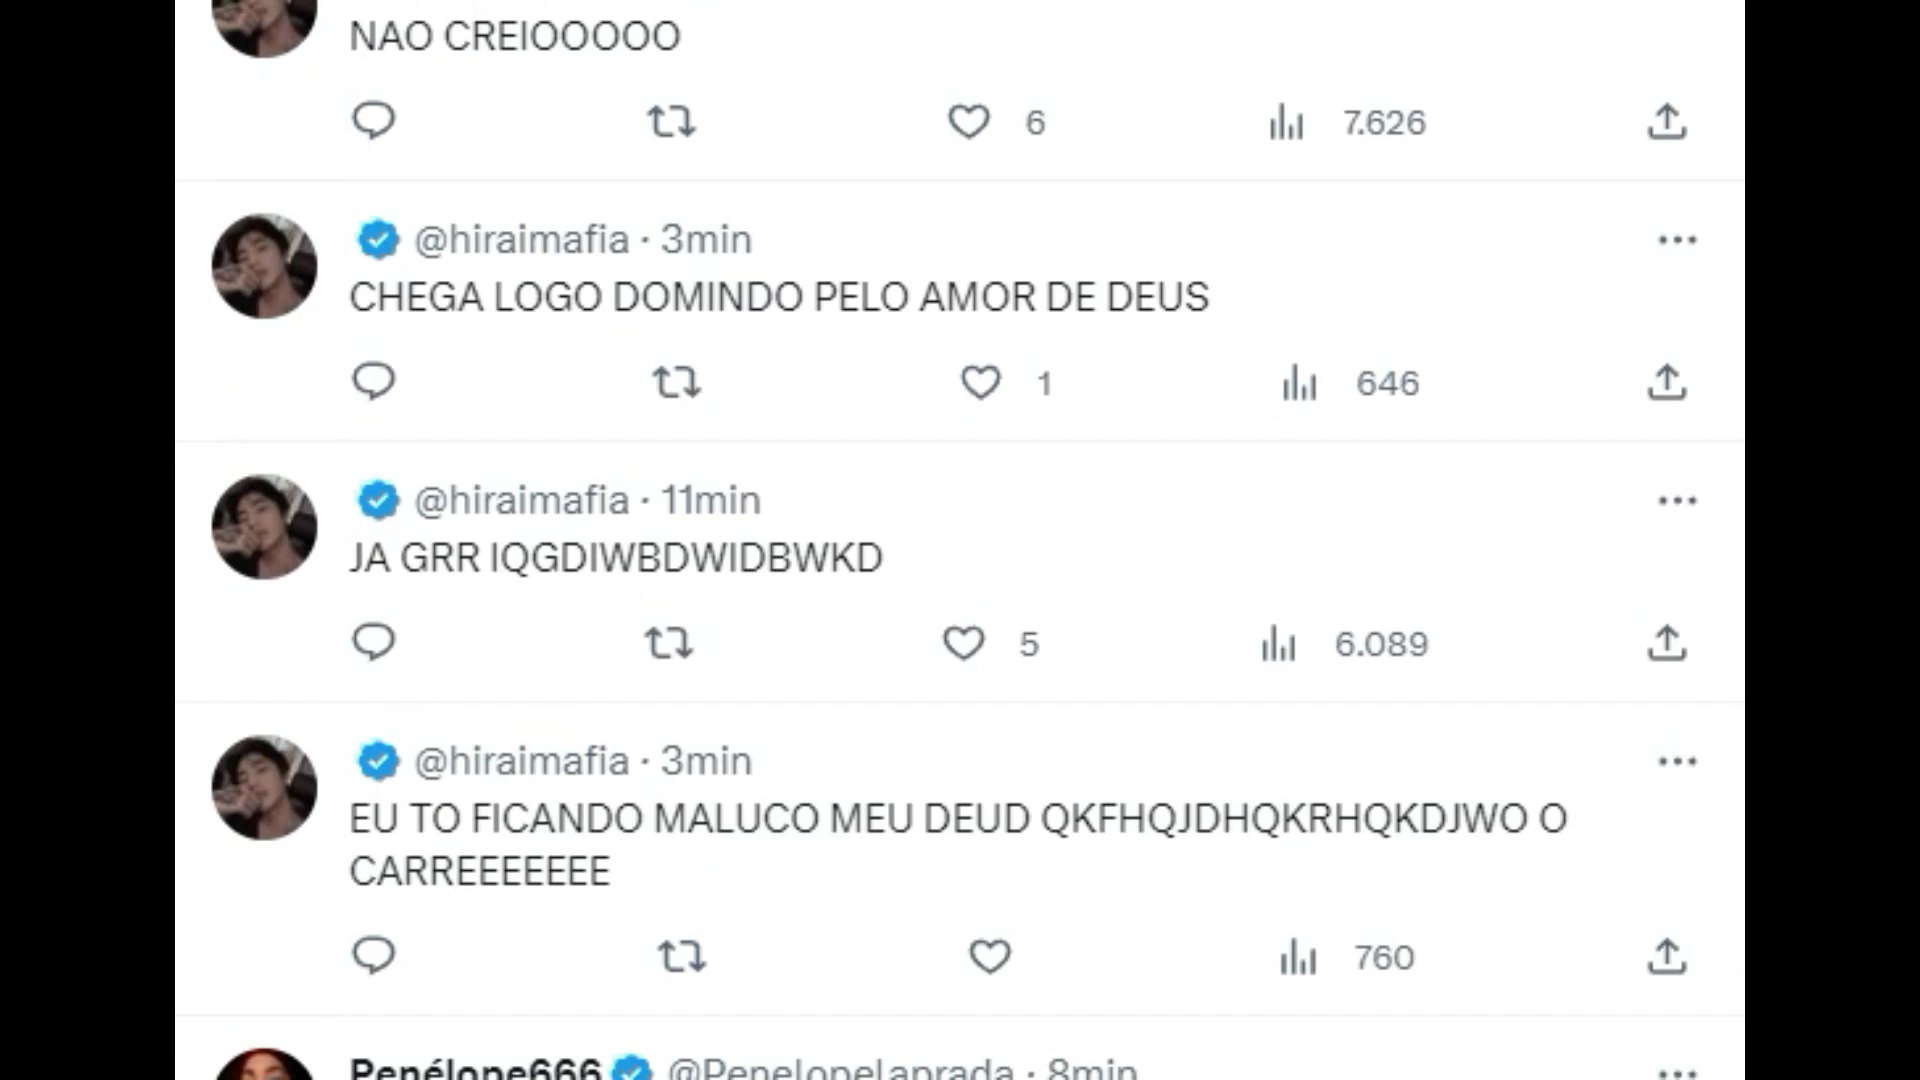 NAO CREIOOOOO
6 7.626
@hiraimafia · 3min
CHEGA LOGO DOMINDO PELO AMOR DE DEUS
1 646
@hiraimafia · 11min
JA GRR IQGDIWBDWIDBWKD
5 6.089
@hiraimafia · 3min
EU TO FICANDO MALUCO MEU DEUD QKFHQJDHQKRHQKDJWO O
CARREEEEEEE
760
Penélope666 @Penelopelaprada · 8min